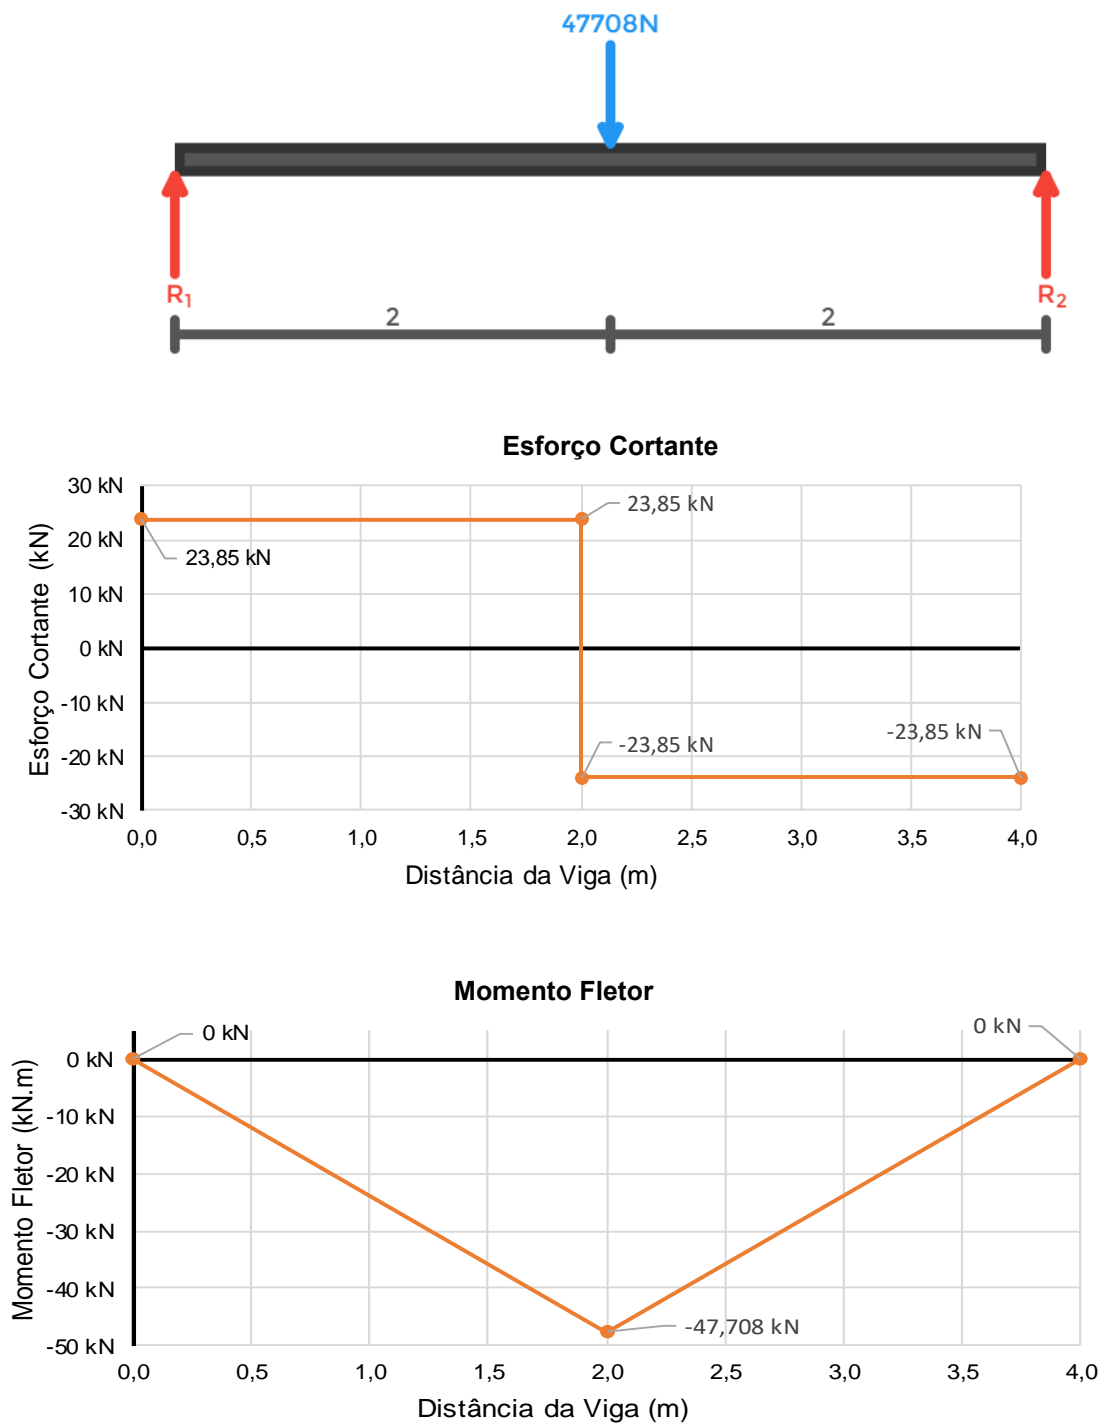 47708N
R₁
R₂
2
2
Esforço Cortante
Esforço Cortante (kN)
30 kN
20 kN
10 kN
0 kN
-10 kN
-20 kN
-30 kN
23,85 kN
23,85 kN
-23,85 kN
-23,85 kN
0,0 0,5 1,0 1,5 2,0 2,5 3,0 3,5 4,0
Distância da Viga (m)
Momento Fletor
Momento Fletor (kN.m)
0 kN
-10 kN
-20 kN
-30 kN
-40 kN
-50 kN
0 kN
0 kN
-47,708 kN
0,0 0,5 1,0 1,5 2,0 2,5 3,0 3,5 4,0
Distância da Viga (m)